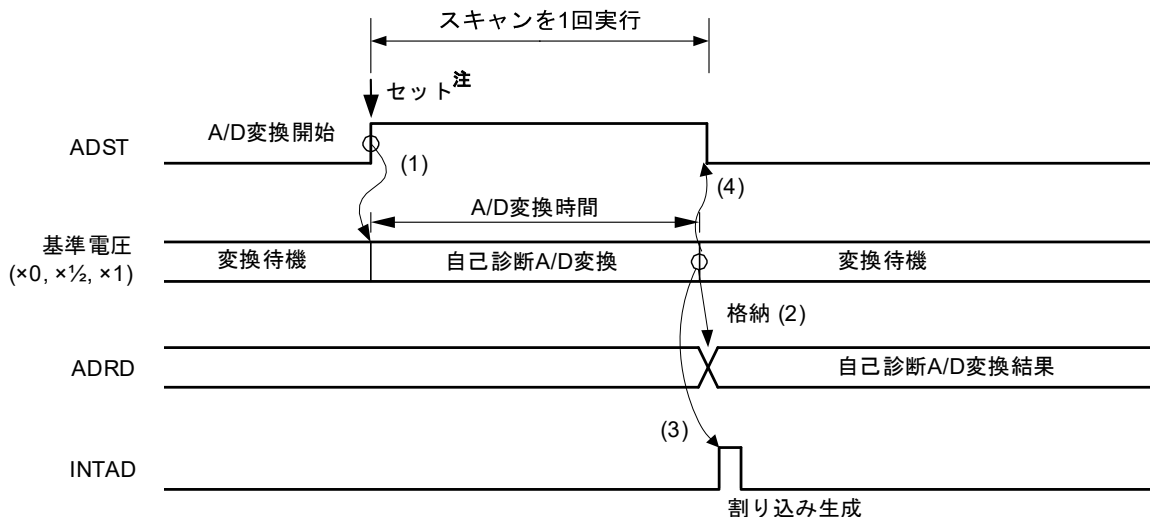 スキャンを1回実行
セット注
A/D変換開始
ADST
(1)
(4)
A/D変換時間
基準電圧
(×0, ×½, ×1)
変換待機
自己診断A/D変換
変換待機
格納 (2)
ADRD
自己診断A/D変換結果
(3)
INTAD
割り込み生成